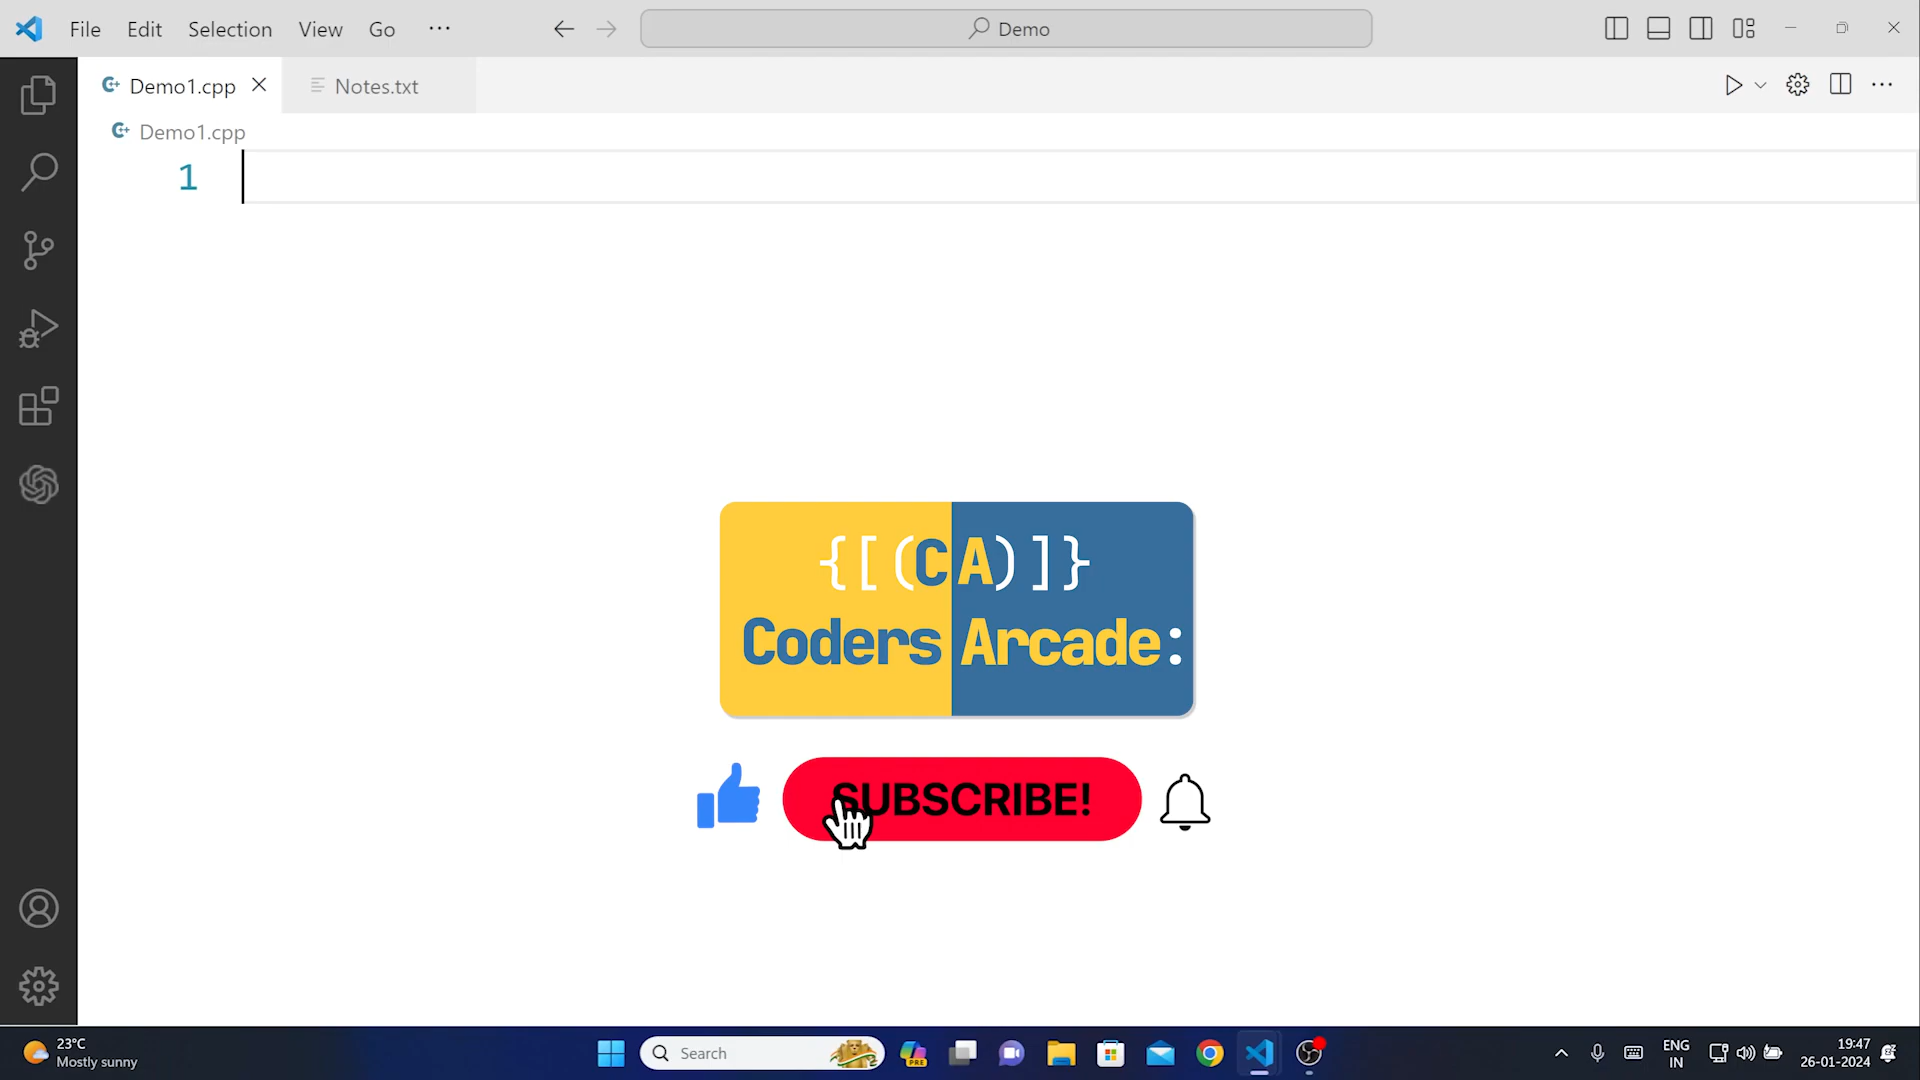 File Edit Selection View Go ...
Demo
Demo1.cpp
Notes.txt
Demo1.cpp
1
{[(CA)]}
Coders Arcade:
SUBSCRIBE!
23°C
Mostly sunny
Search
PRE
ENG
IN
19:47
26-01-2024